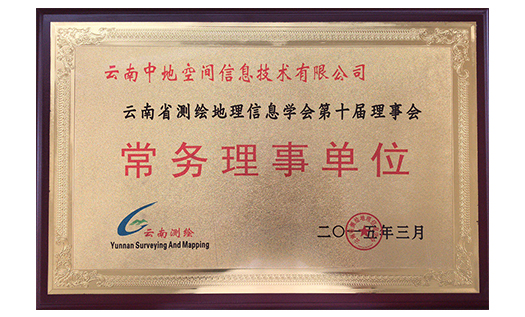 云南中地空间信息技术有限公司
云南省测绘地理信息学会第十届理事会
常务理事单位
云南测绘
Yunnan Surveying And Mapping
二〇一五年三月